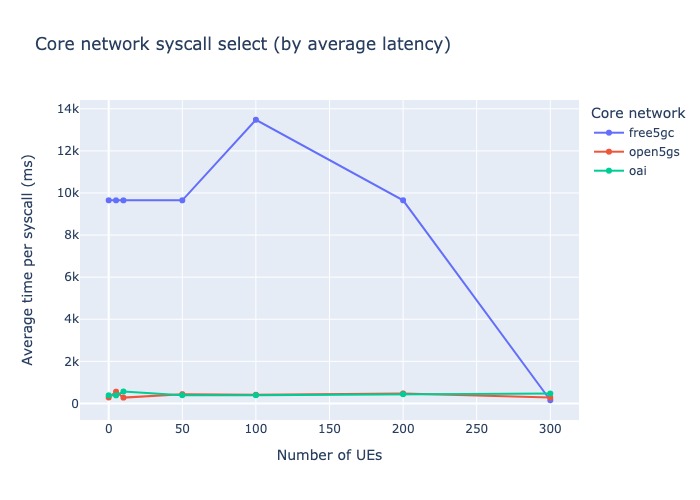 Core network syscall select (by average latency)
Core network
free5gc
open5gs
oai
Average time per syscall (ms)
14k
12k
10k
8k
6k
4k
2k
0
0 50 100 150 200 250 300
Number of UEs